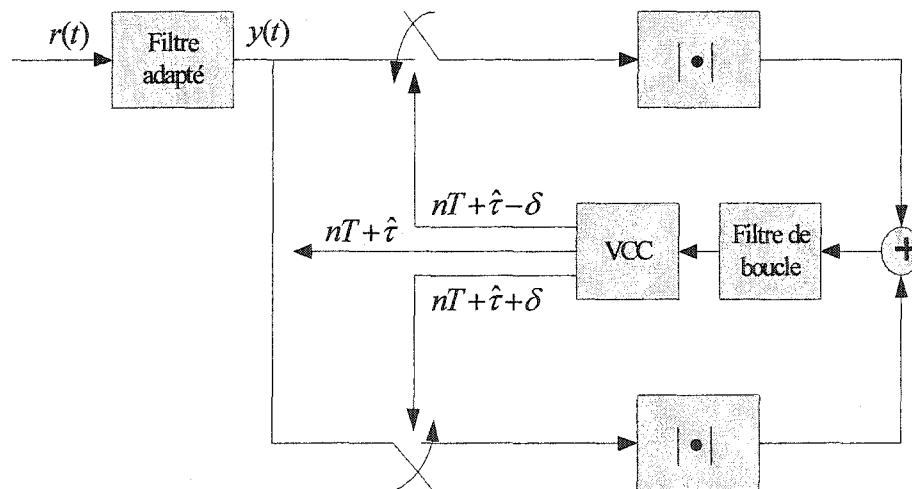 r(t)
Filtre
adapté
y(t)
| • |
nT + τ̂ − δ
nT + τ̂
VCC
Filtre de
boucle
+
nT + τ̂ + δ
| • |